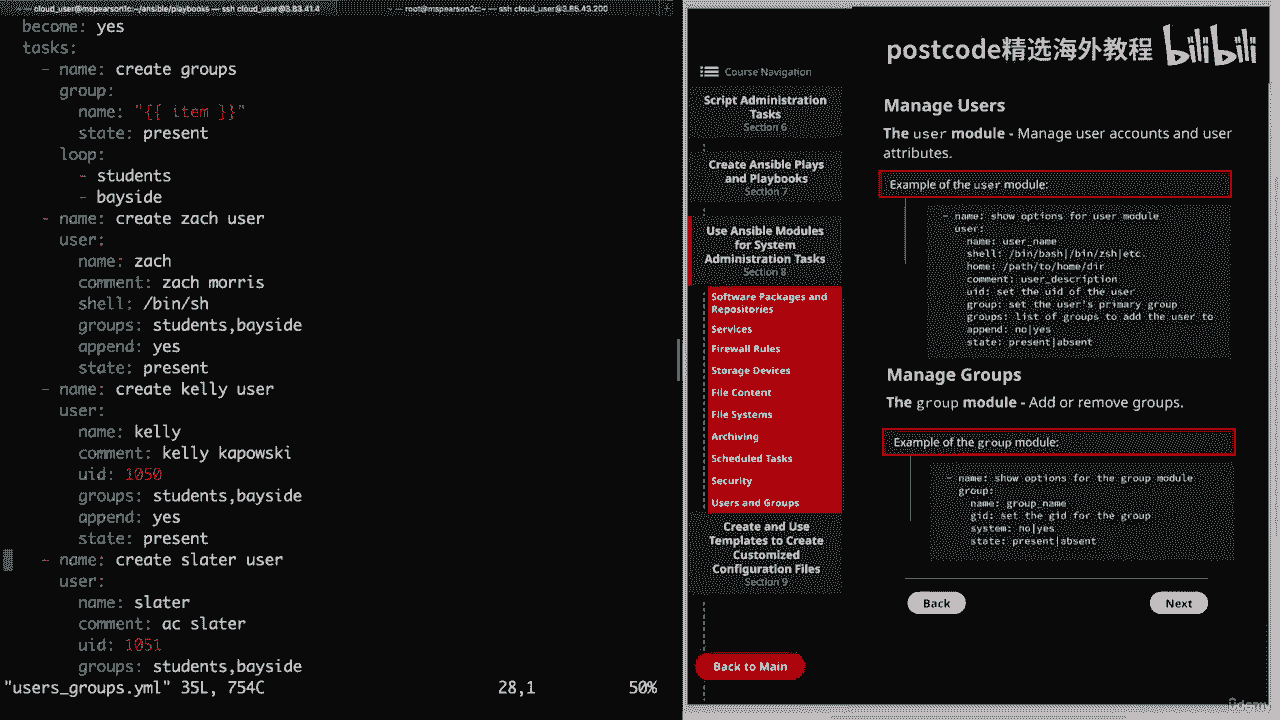 cloud_user@mspearson1c:~/ansible/playbooks — ssh cloud_user@3.83.41.4
root@mspearson2c:~ — ssh cloud_user@3.85.43.200
become: yes
tasks:
- name: create groups
group:
name: "{{ item }}"
state: present
loop:
- students
- bayside
- name: create zach user
user:
name: zach
comment: zach morris
shell: /bin/sh
groups: students,bayside
append: yes
state: present
- name: create kelly user
user:
name: kelly
comment: kelly kapowski
uid: 1050
groups: students,bayside
append: yes
state: present
- name: create slater user
user:
name: slater
comment: ac slater
uid: 1051
groups: students,bayside
"users_groups.yml" 35L, 754C 28,1 50%
postcode精选海外教程 bilibili
Course Navigation
Script Administration
Tasks
Section 6
Create Ansible Plays
and Playbooks
Section 7
Use Ansible Modules
for System
Administration Tasks
Section 8
Software Packages and
Repositories
Services
Firewall Rules
Storage Devices
File Content
File Systems
Archiving
Scheduled Tasks
Security
Users and Groups
Create and Use
Templates to Create
Customized
Configuration Files
Section 9
Back to Main
Manage Users
The user module - Manage user accounts and user
attributes.
Example of the user module:
- name: show options for user module
user:
name: user_name
shell: /bin/bash|/bin/zsh|etc.
home: /path/to/home/dir
comment: user_description
uid: set the uid of the user
group: set the user's primary group
groups: list of groups to add the user to
append: no|yes
state: present|absent
Manage Groups
The group module - Add or remove groups.
Example of the group module:
- name: show options for the group module
group:
name: group_name
gid: set the gid for the group
system: no|yes
state: present|absent
Back
Next
Udemy